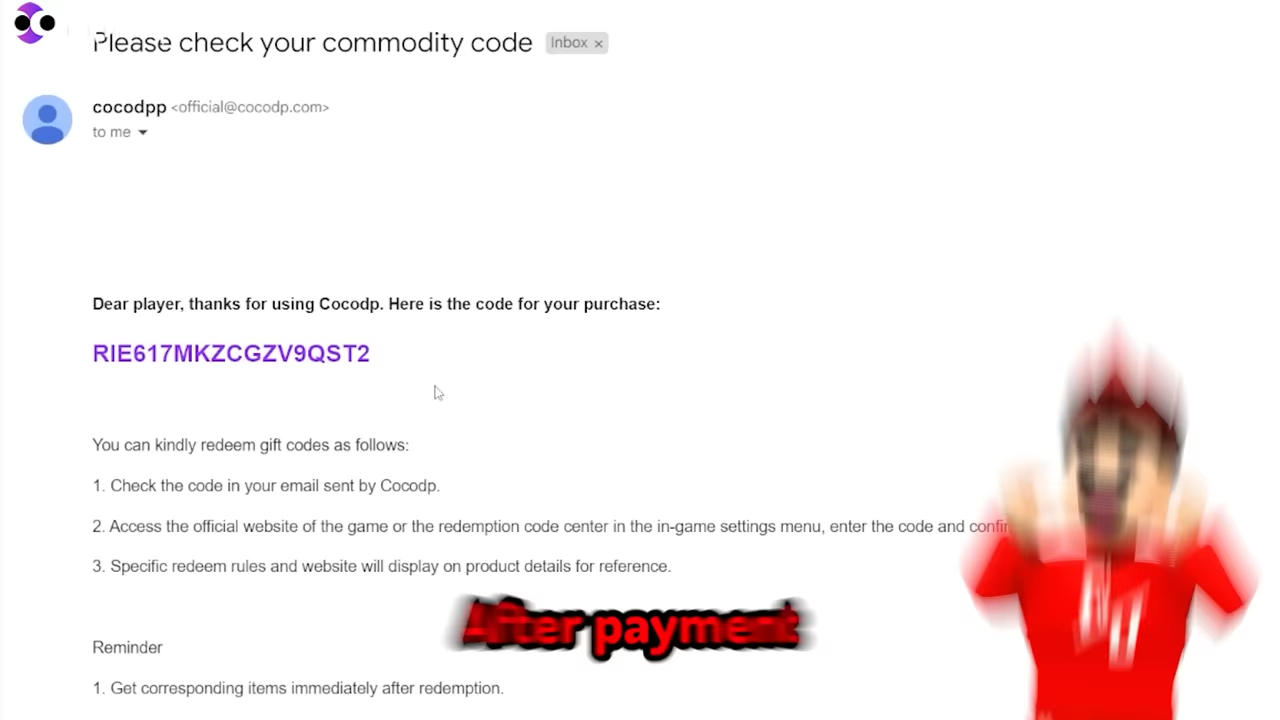 Please check your commodity code Inbox ×
cocodpp <official@cocodp.com>
to me
Dear player, thanks for using Cocodp. Here is the code for your purchase:
RIE617MKZCGZV9QST2
You can kindly redeem gift codes as follows:
1. Check the code in your email sent by Cocodp.
2. Access the official website of the game or the redemption code center in the in-game settings menu, enter the code and confi
3. Specific redeem rules and website will display on product details for reference.
After payment
Reminder
1. Get corresponding items immediately after redemption.